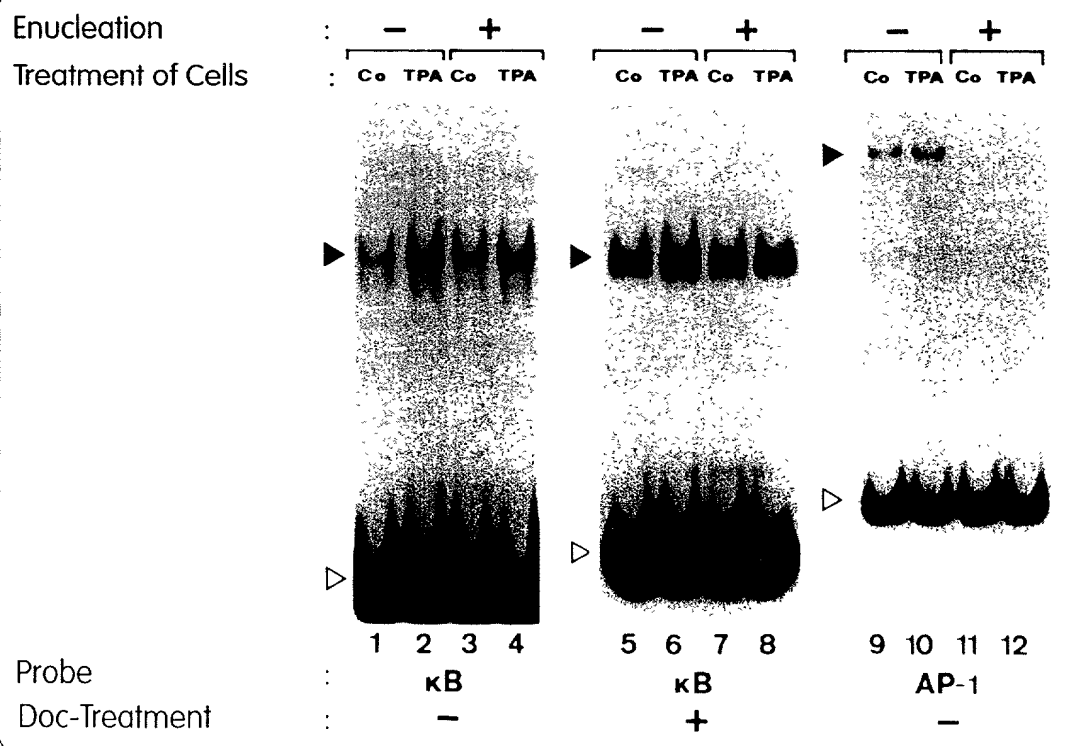 Enucleation : − + − + − +
Treatment of Cells : Co TPA Co TPA Co TPA Co TPA Co TPA Co TPA
1 2 3 4 5 6 7 8 9 10 11 12
Probe : κB κB AP-1
Doc-Treatment : − + −